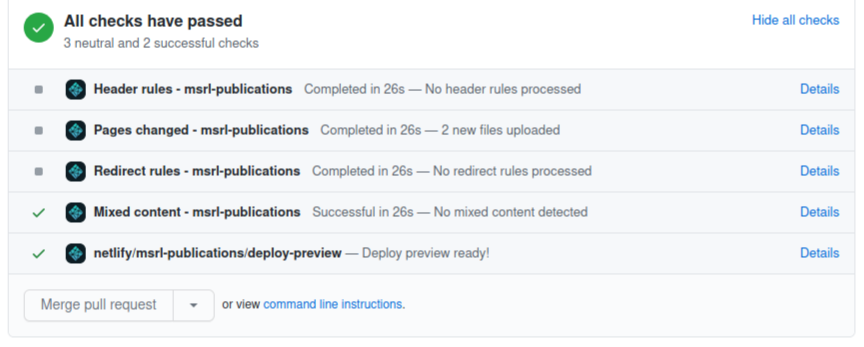 All checks have passed
Hide all checks
3 neutral and 2 successful checks
Header rules - msrl-publications Completed in 26s — No header rules processed Details
Pages changed - msrl-publications Completed in 26s — 2 new files uploaded Details
Redirect rules - msrl-publications Completed in 26s — No redirect rules processed Details
Mixed content - msrl-publications Successful in 26s — No mixed content detected Details
netlify/msrl-publications/deploy-preview — Deploy preview ready! Details
Merge pull request or view command line instructions.